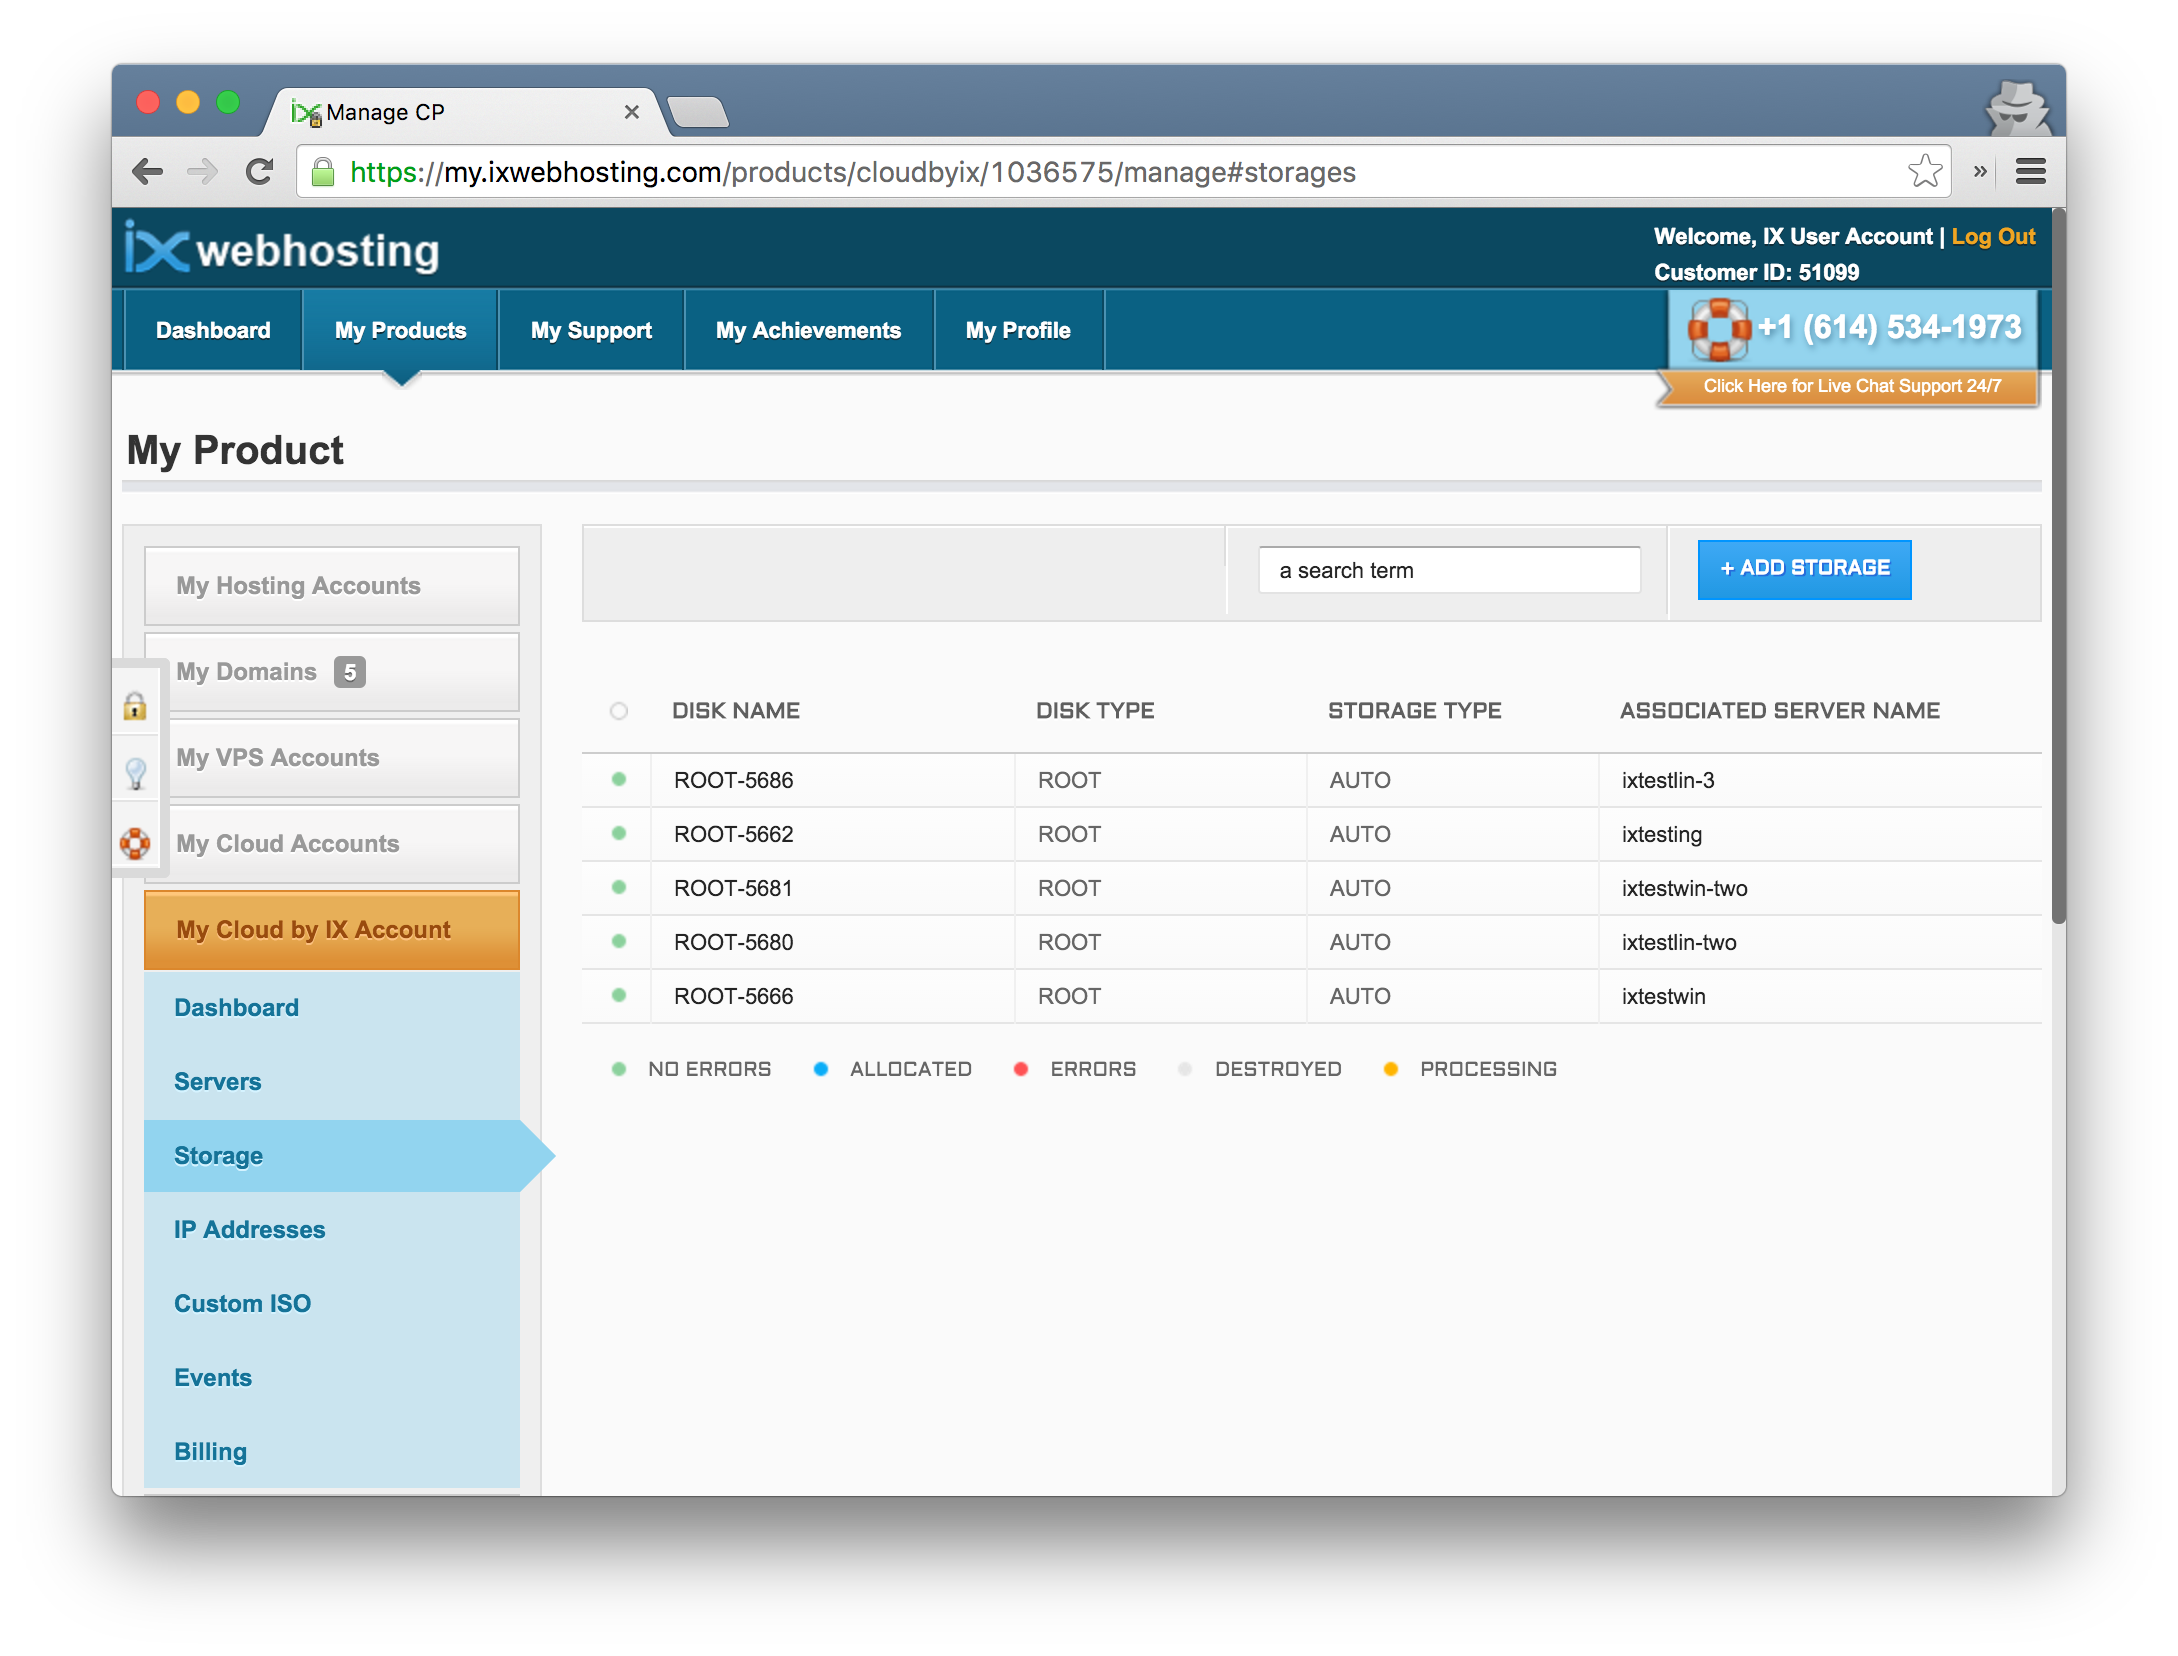 Manage CP
https://my.ixwebhosting.com/products/cloudbyix/1036575/manage#storages
ix webhosting
Welcome, IX User Account | Log Out
Customer ID: 51099
Dashboard
My Products
My Support
My Achievements
My Profile
+1 (614) 534-1973
Click Here for Live Chat Support 24/7
My Product
My Hosting Accounts
My Domains 5
My VPS Accounts
My Cloud Accounts
My Cloud by IX Account
Dashboard
Servers
Storage
IP Addresses
Custom ISO
Events
Billing
a search term
+ ADD STORAGE
DISK NAME DISK TYPE STORAGE TYPE ASSOCIATED SERVER NAME
ROOT-5686 ROOT AUTO ixtestlin-3
ROOT-5662 ROOT AUTO ixtesting
ROOT-5681 ROOT AUTO ixtestwin-two
ROOT-5680 ROOT AUTO ixtestlin-two
ROOT-5666 ROOT AUTO ixtestwin
NO ERRORS ALLOCATED ERRORS DESTROYED PROCESSING